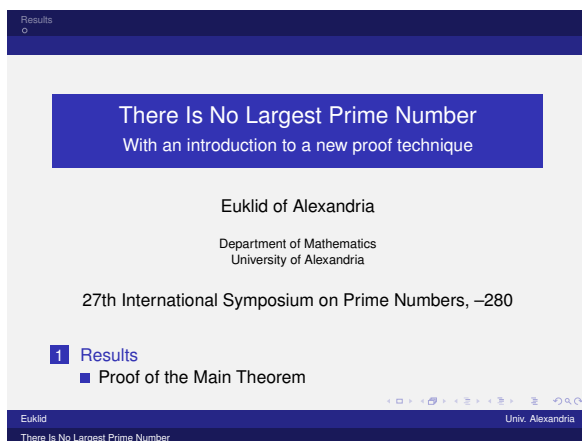 Results
There Is No Largest Prime Number
With an introduction to a new proof technique
Euklid of Alexandria
Department of Mathematics
University of Alexandria
27th International Symposium on Prime Numbers, –280
1 Results
Proof of the Main Theorem
Euklid Univ. Alexandria
There Is No Largest Prime Number